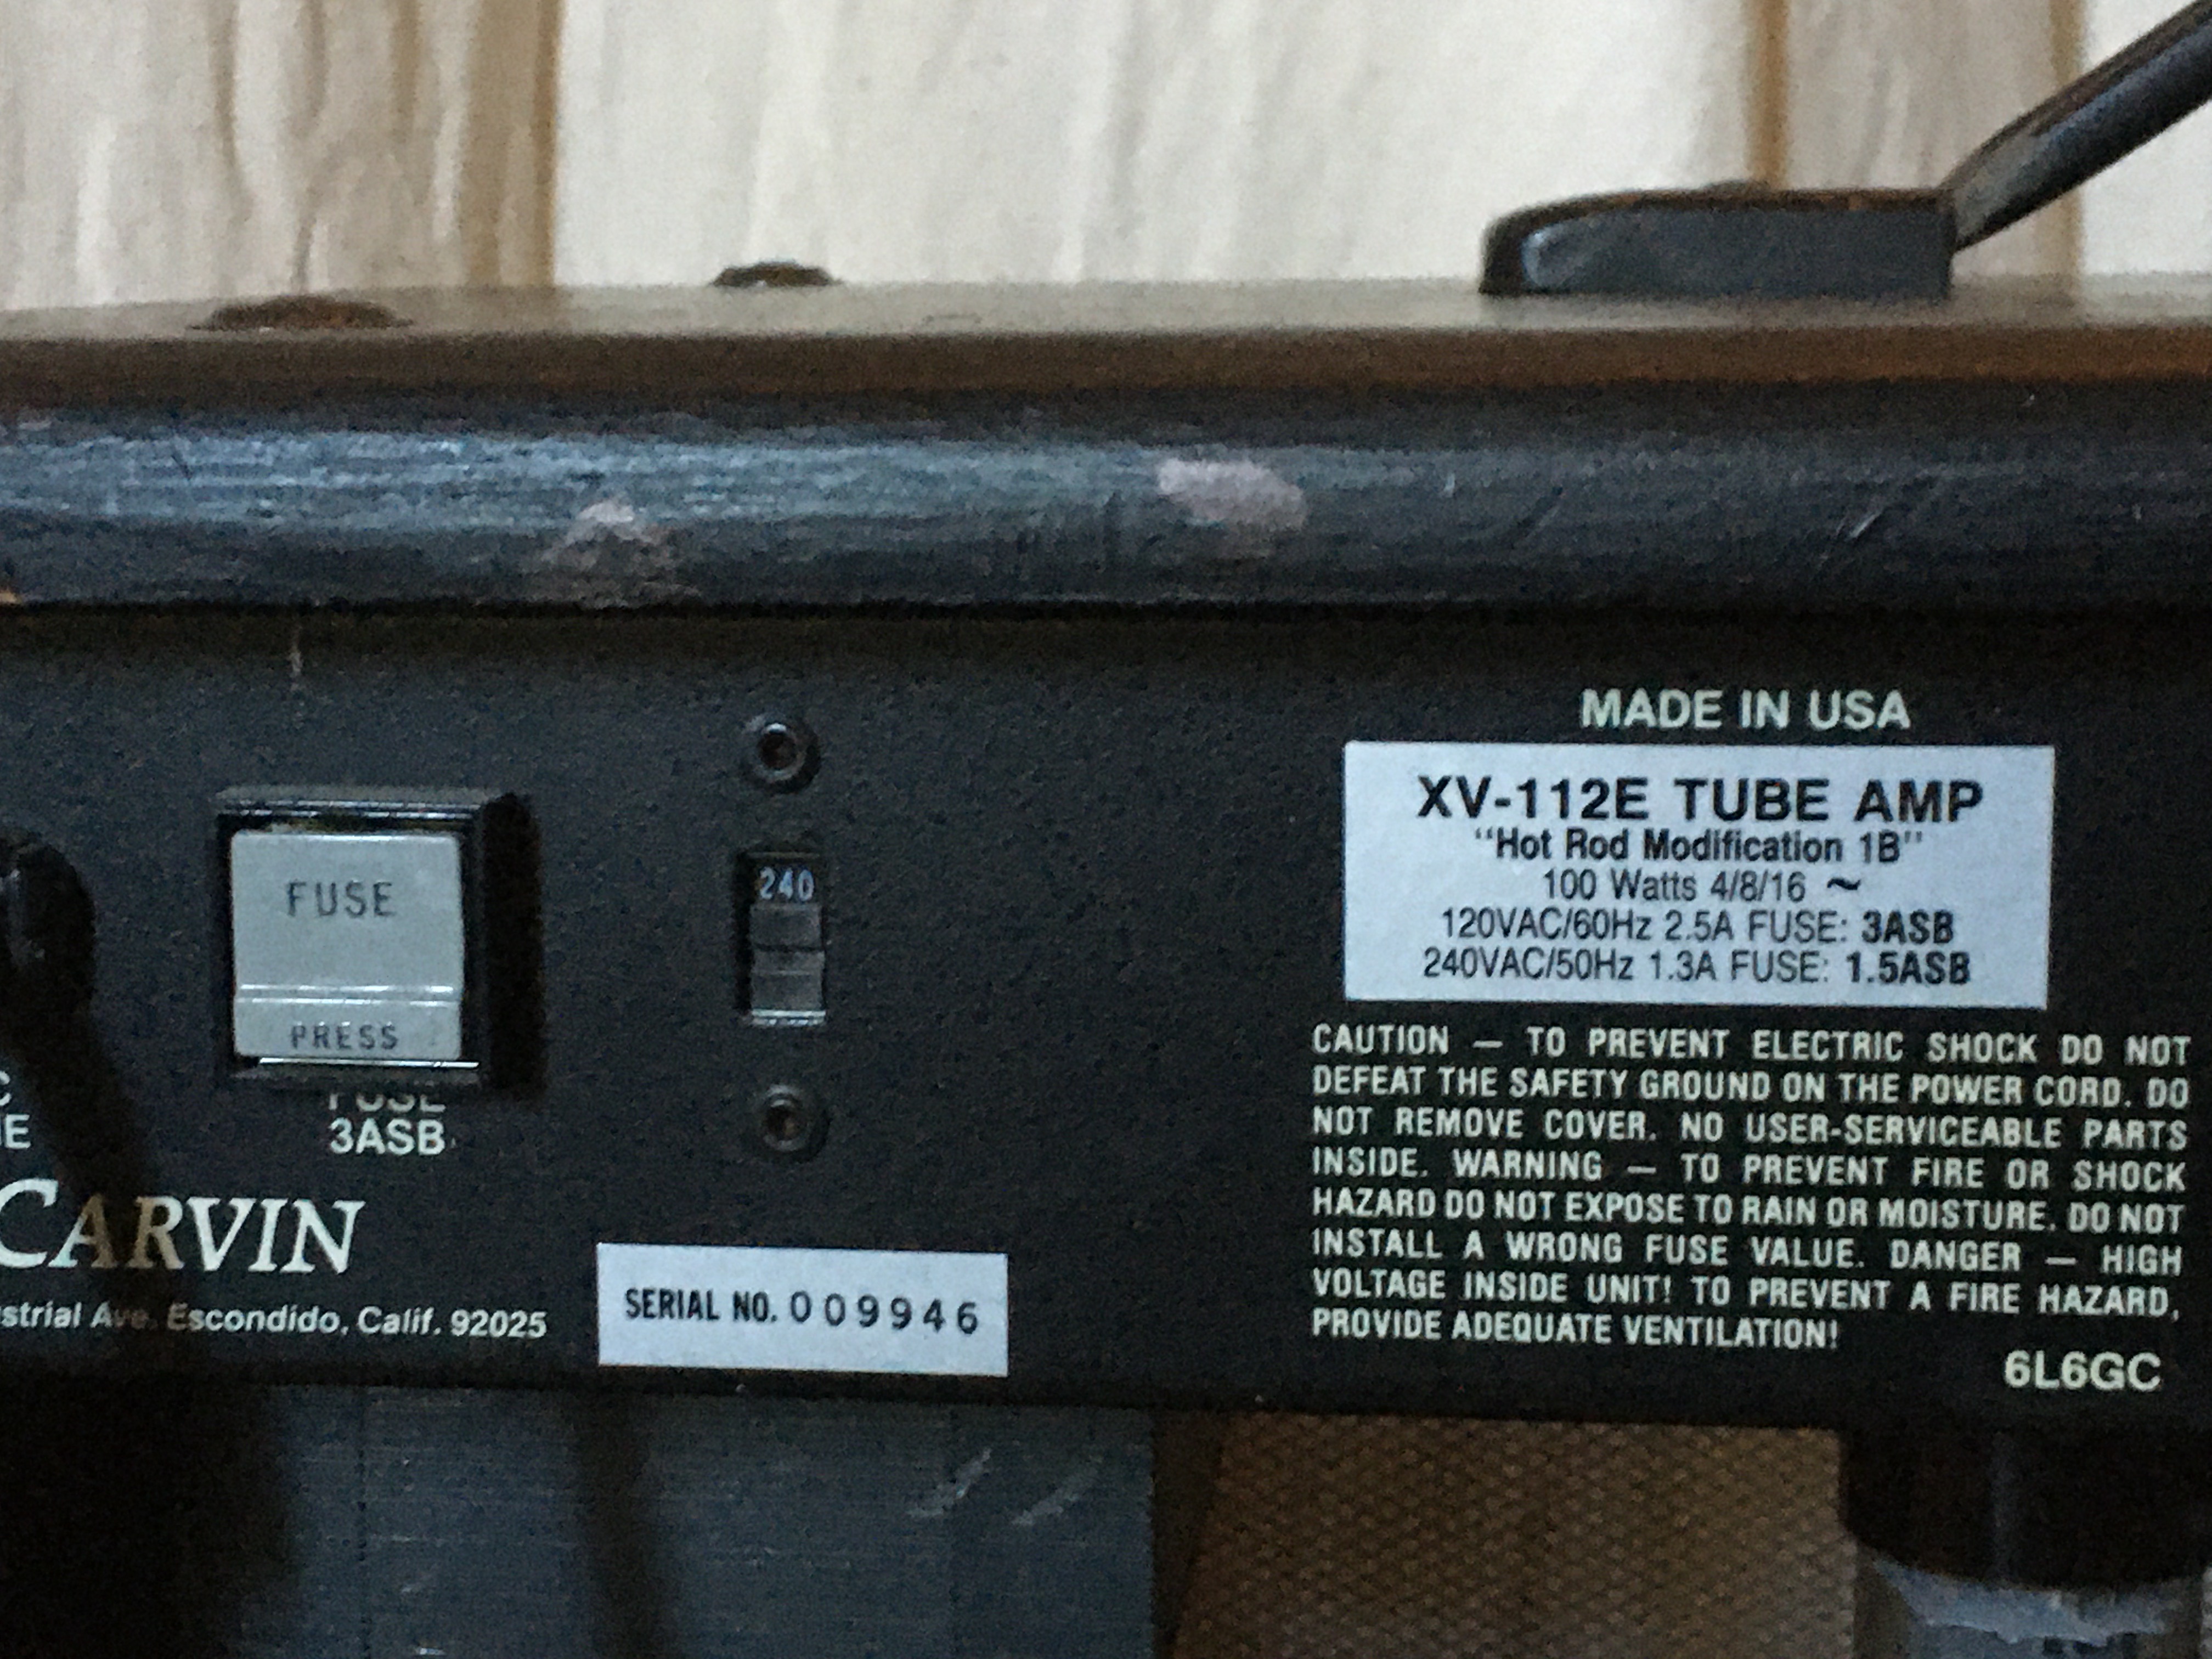 MADE IN USA
XV-112E TUBE AMP
"Hot Rod Modification 1B"
100 Watts 4/8/16 ~
120VAC/60Hz 2.5A FUSE: 3ASB
240VAC/50Hz 1.3A FUSE: 1.5ASB
CAUTION — TO PREVENT ELECTRIC SHOCK DO NOT
DEFEAT THE SAFETY GROUND ON THE POWER CORD. DO
NOT REMOVE COVER. NO USER-SERVICEABLE PARTS
INSIDE. WARNING — TO PREVENT FIRE OR SHOCK
HAZARD DO NOT EXPOSE TO RAIN OR MOISTURE. DO NOT
INSTALL A WRONG FUSE VALUE. DANGER — HIGH
VOLTAGE INSIDE UNIT! TO PREVENT A FIRE HAZARD,
PROVIDE ADEQUATE VENTILATION!
6L6GC
240
FUSE
PRESS
FUSE
3ASB
CARVIN
Ave. Escondido, Calif. 92025
SERIAL NO. 009946